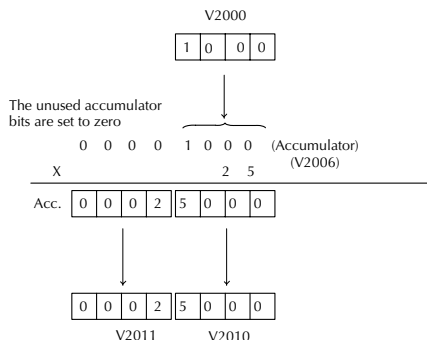 V2000
1 0 0 0
The unused accumulator
bits are set to zero
0 0 0 0 1 0 0 0 (Accumulator)
X 2 5 (V2006)
Acc. 0 0 0 2 5 0 0 0
0 0 0 2 5 0 0 0
V2011 V2010